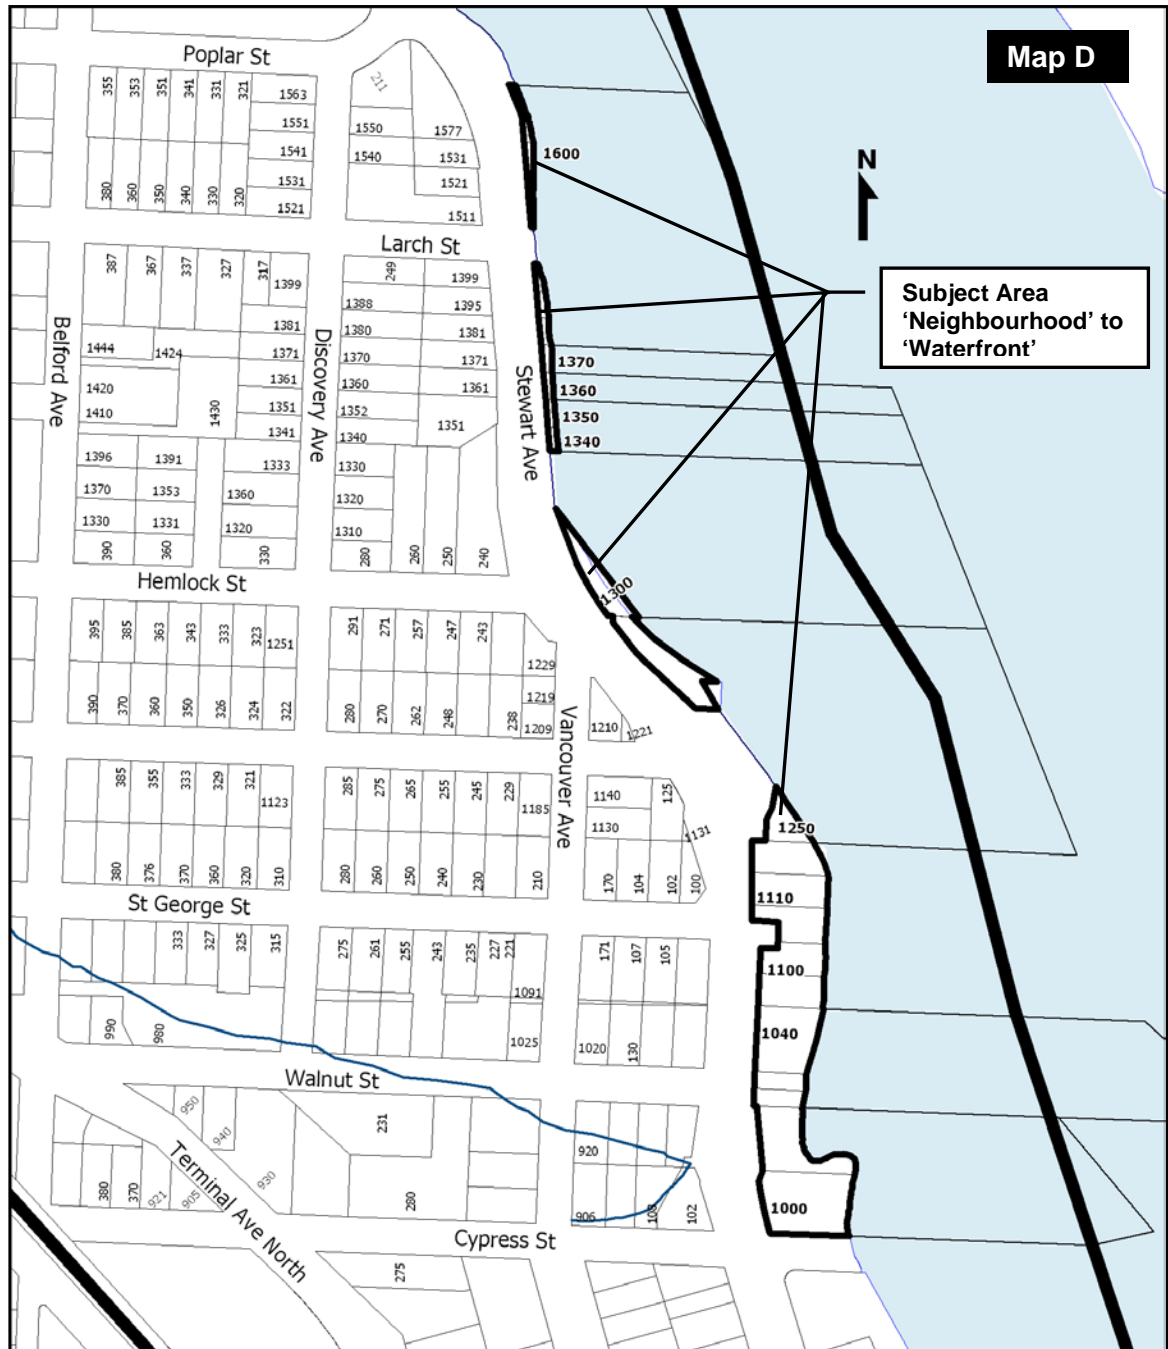 Map D
N
Subject Area
‘Neighbourhood’ to
‘Waterfront’
Poplar St
355 353 351 341 331 321 1563
1551
1541
1531
1521
380 360 350 340 330 320
211
1550 1577
1540 1531
1521
1511
1600
Larch St
387 367 337 327 317 1399
1381
1444 1424 1371
1420 1361
1410 1430 1351
1341
1396 1391 1333
1370 1353 1360
1330 1331 1320
390 360 330
Belford Ave
Discovery Ave
249 1399
1388 1395
1380 1381
1370 1371
1360 1361
1352 1351
1340
1330
1320
1310
280 260 250 240
Stewart Ave
1370
1360
1350
1340
1300
Hemlock St
395 385 363 343 333 323 1251
390 370 360 350 326 324 322
291 271 257 247 243
1229
1219
280 270 262 248 238 1209
Vancouver Ave
1210 1221
385 355 333 329 321 1123
380 376 370 360 320 310
285 275 265 255 245 229 1185
280 260 250 240 230 210
1140 125
1130 1131
170 104 102 100
1250
1110
1100
1040
1000
St George St
333 327 325 315
990 980
275 261 255 243 235 227 221
1091
1025
171 107 105
1020 130
Walnut St
950
940
930
231
280
920
906 108 102
380 370 921 905
Terminal Ave North
Cypress St
275